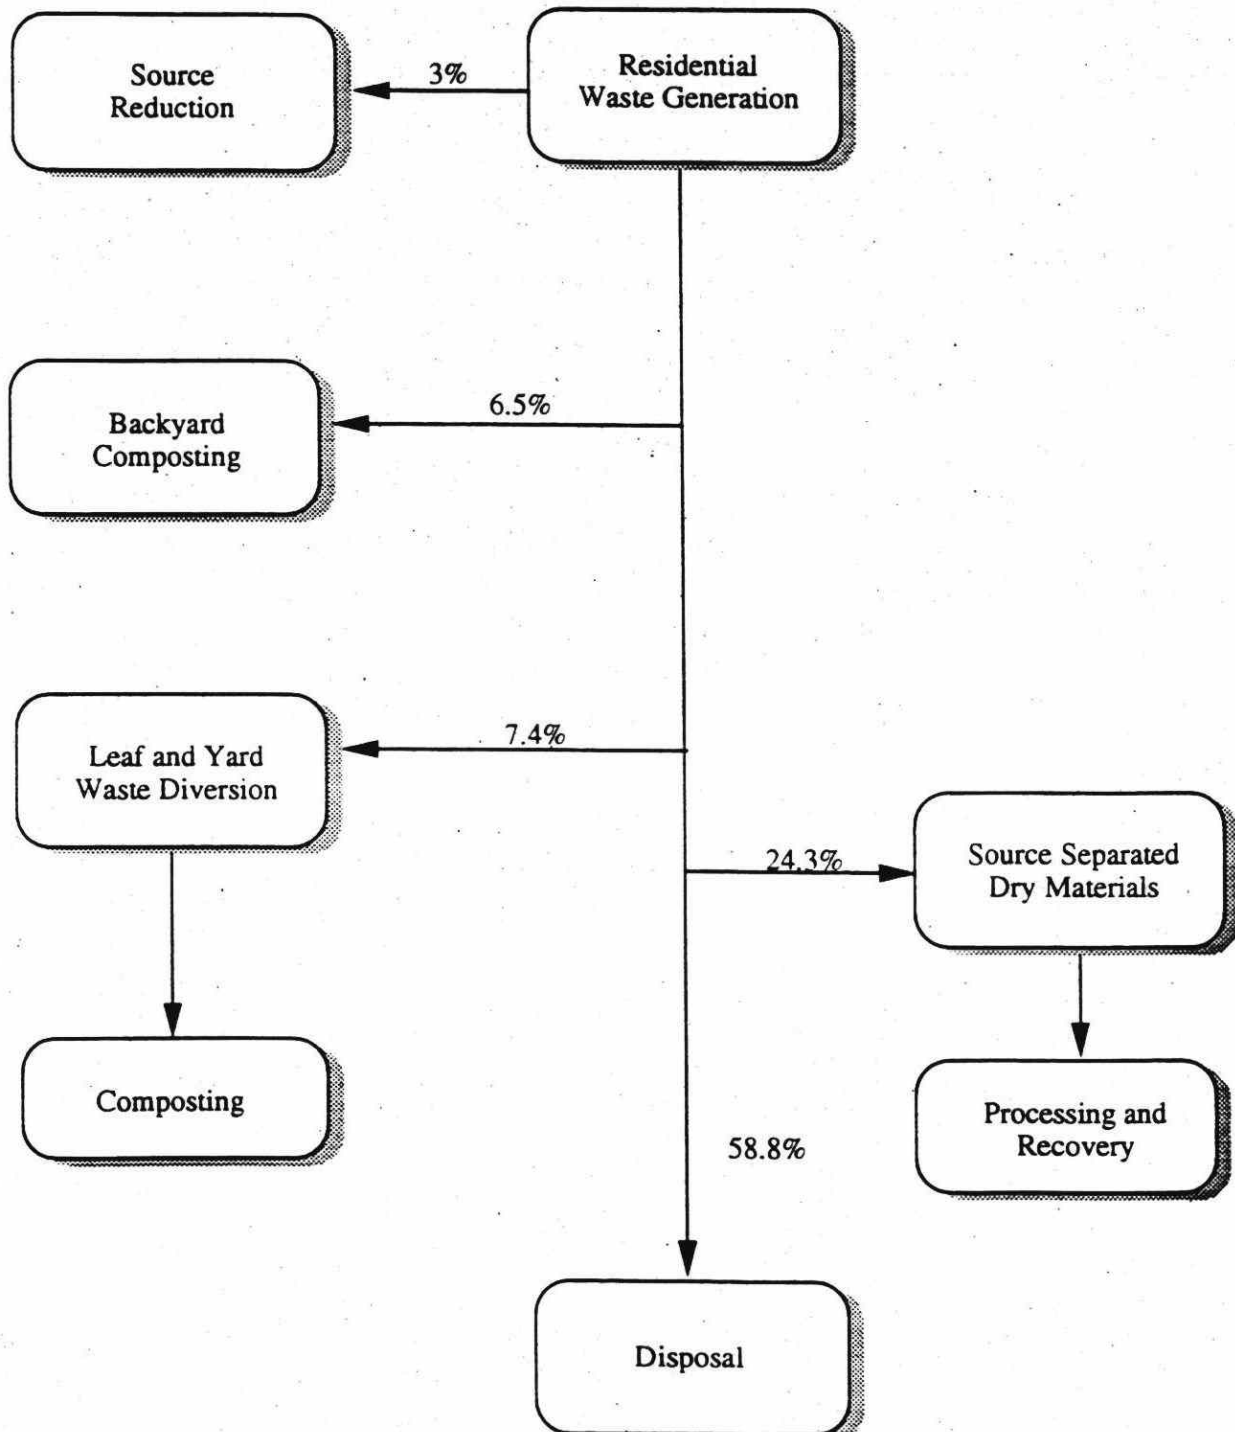 Source
Reduction
3%
Residential
Waste Generation
Backyard
Composting
6.5%
Leaf and Yard
Waste Diversion
7.4%
24.3%
Source Separated
Dry Materials
Composting
58.8%
Processing and
Recovery
Disposal